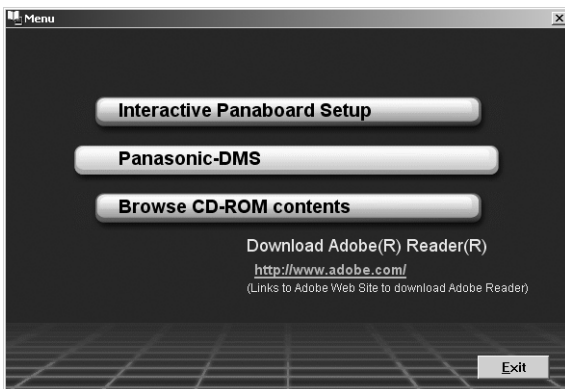 Menu
Interactive Panaboard Setup
Panasonic-DMS
Browse CD-ROM contents
Download Adobe(R) Reader(R)
http://www.adobe.com/
(Links to Adobe Web Site to download Adobe Reader)
Exit